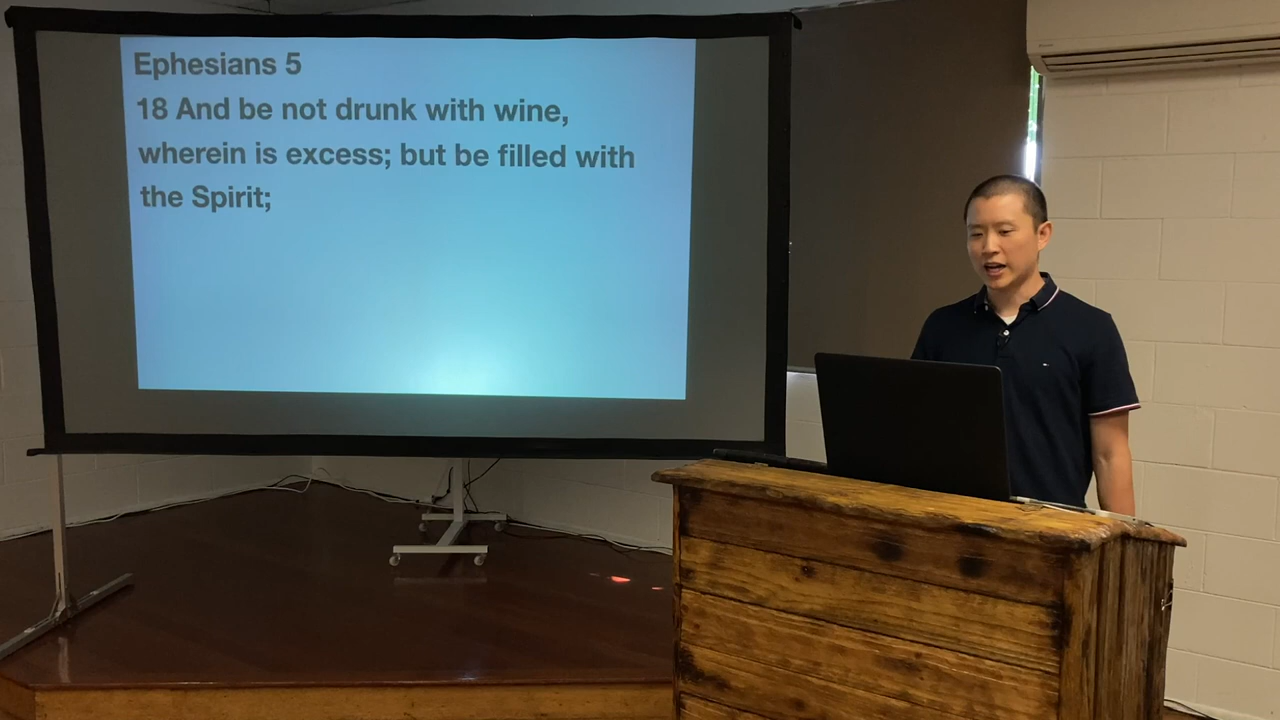 Ephesians 5
18 And be not drunk with wine,
wherein is excess; but be filled with
the Spirit;